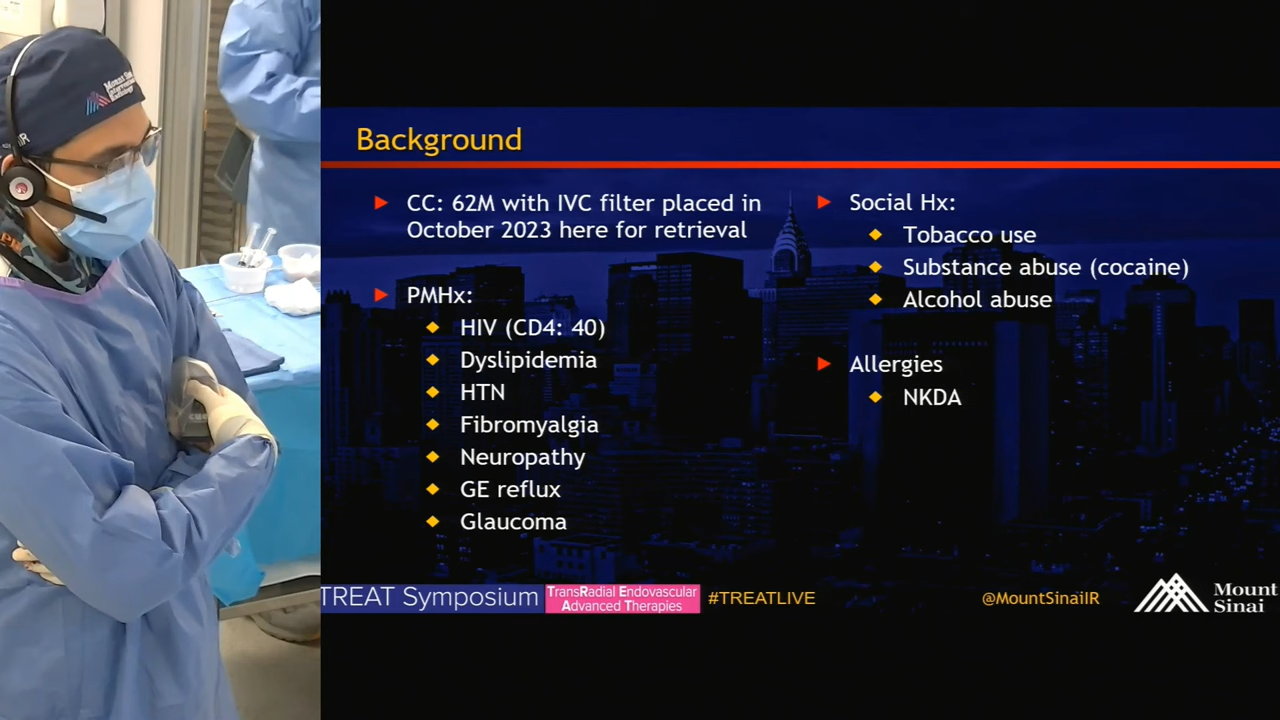 Background
CC: 62M with IVC filter placed in
October 2023 here for retrieval
PMHx:
HIV (CD4: 40)
Dyslipidemia
HTN
Fibromyalgia
Neuropathy
GE reflux
Glaucoma
Social Hx:
Tobacco use
Substance abuse (cocaine)
Alcohol abuse
Allergies
NKDA
TREAT Symposium
TransRadial Endovascular
Advanced Therapies
#TREATLIVE
@MountSinaiIR
Mount
Sinai